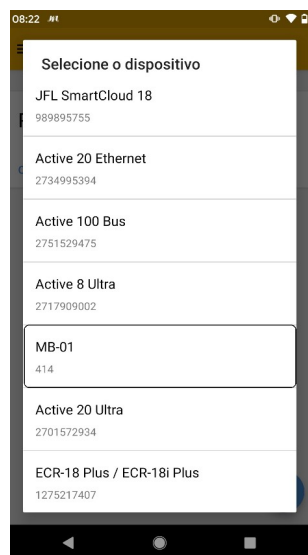 08:22 JFL
Selecione o dispositivo
JFL SmartCloud 18
989895755
Active 20 Ethernet
2734995394
Active 100 Bus
2751529475
Active 8 Ultra
2717909002
MB-01
414
Active 20 Ultra
2701572934
ECR-18 Plus / ECR-18i Plus
1275217407